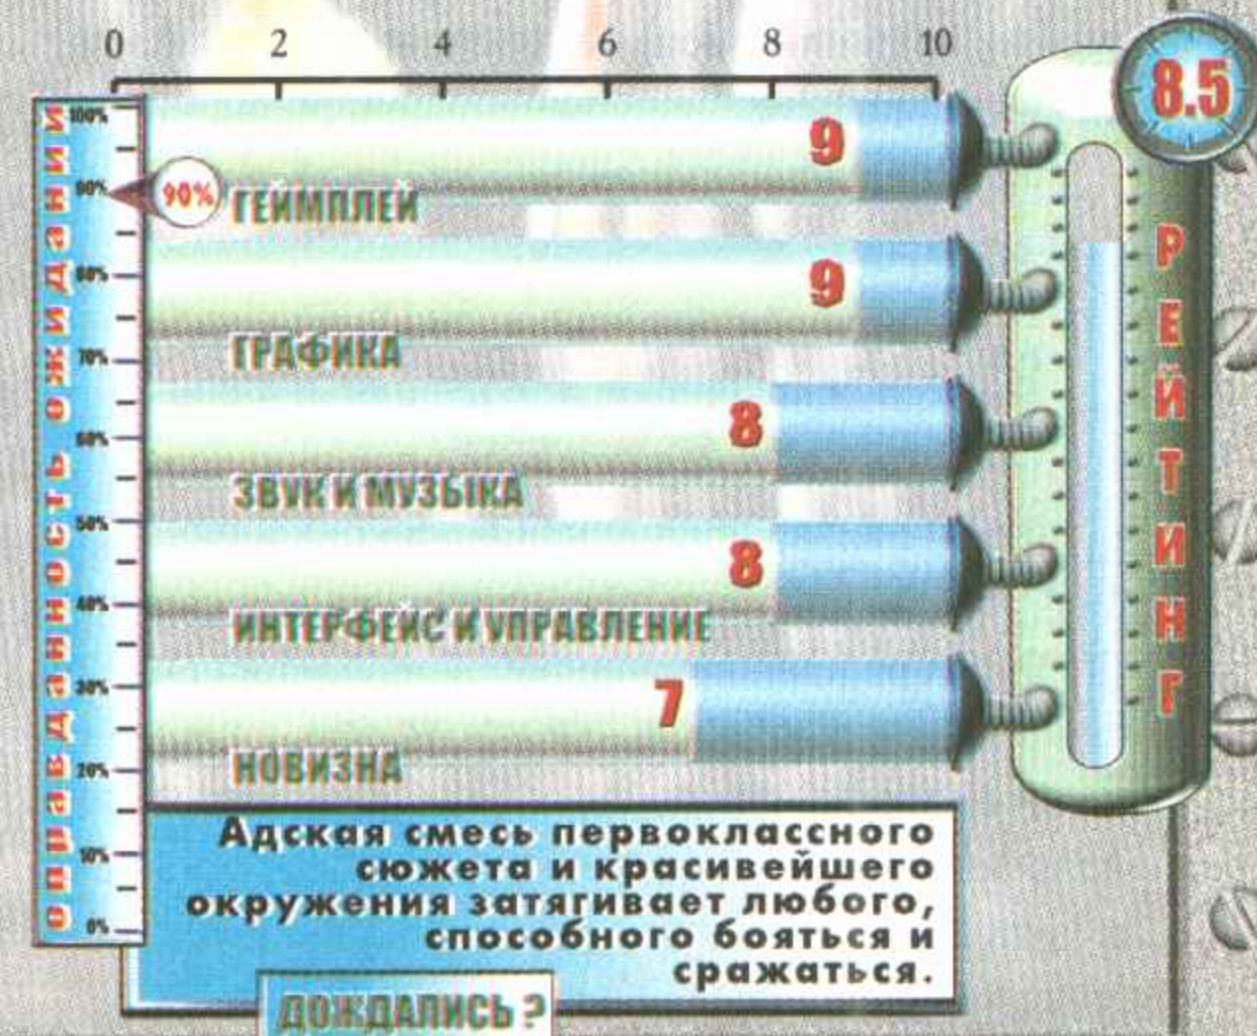 0 2 4 6 8 10
8.5
оправданность ожиданий
100%
90%
80%
70%
60%
50%
40%
30%
20%
10%
0%
90%
9
ГЕЙМПЛЕЙ
9
ГРАФИКА
8
ЗВУК И МУЗЫКА
8
ИНТЕРФЕЙС И УПРАВЛЕНИЕ
7
НОВИЗНА
РЕЙТИНГ
Адская смесь первоклассного
сюжета и красивейшего
окружения затягивает любого,
способного бояться и
сражаться.
ДОЖДАЛИСЬ ?